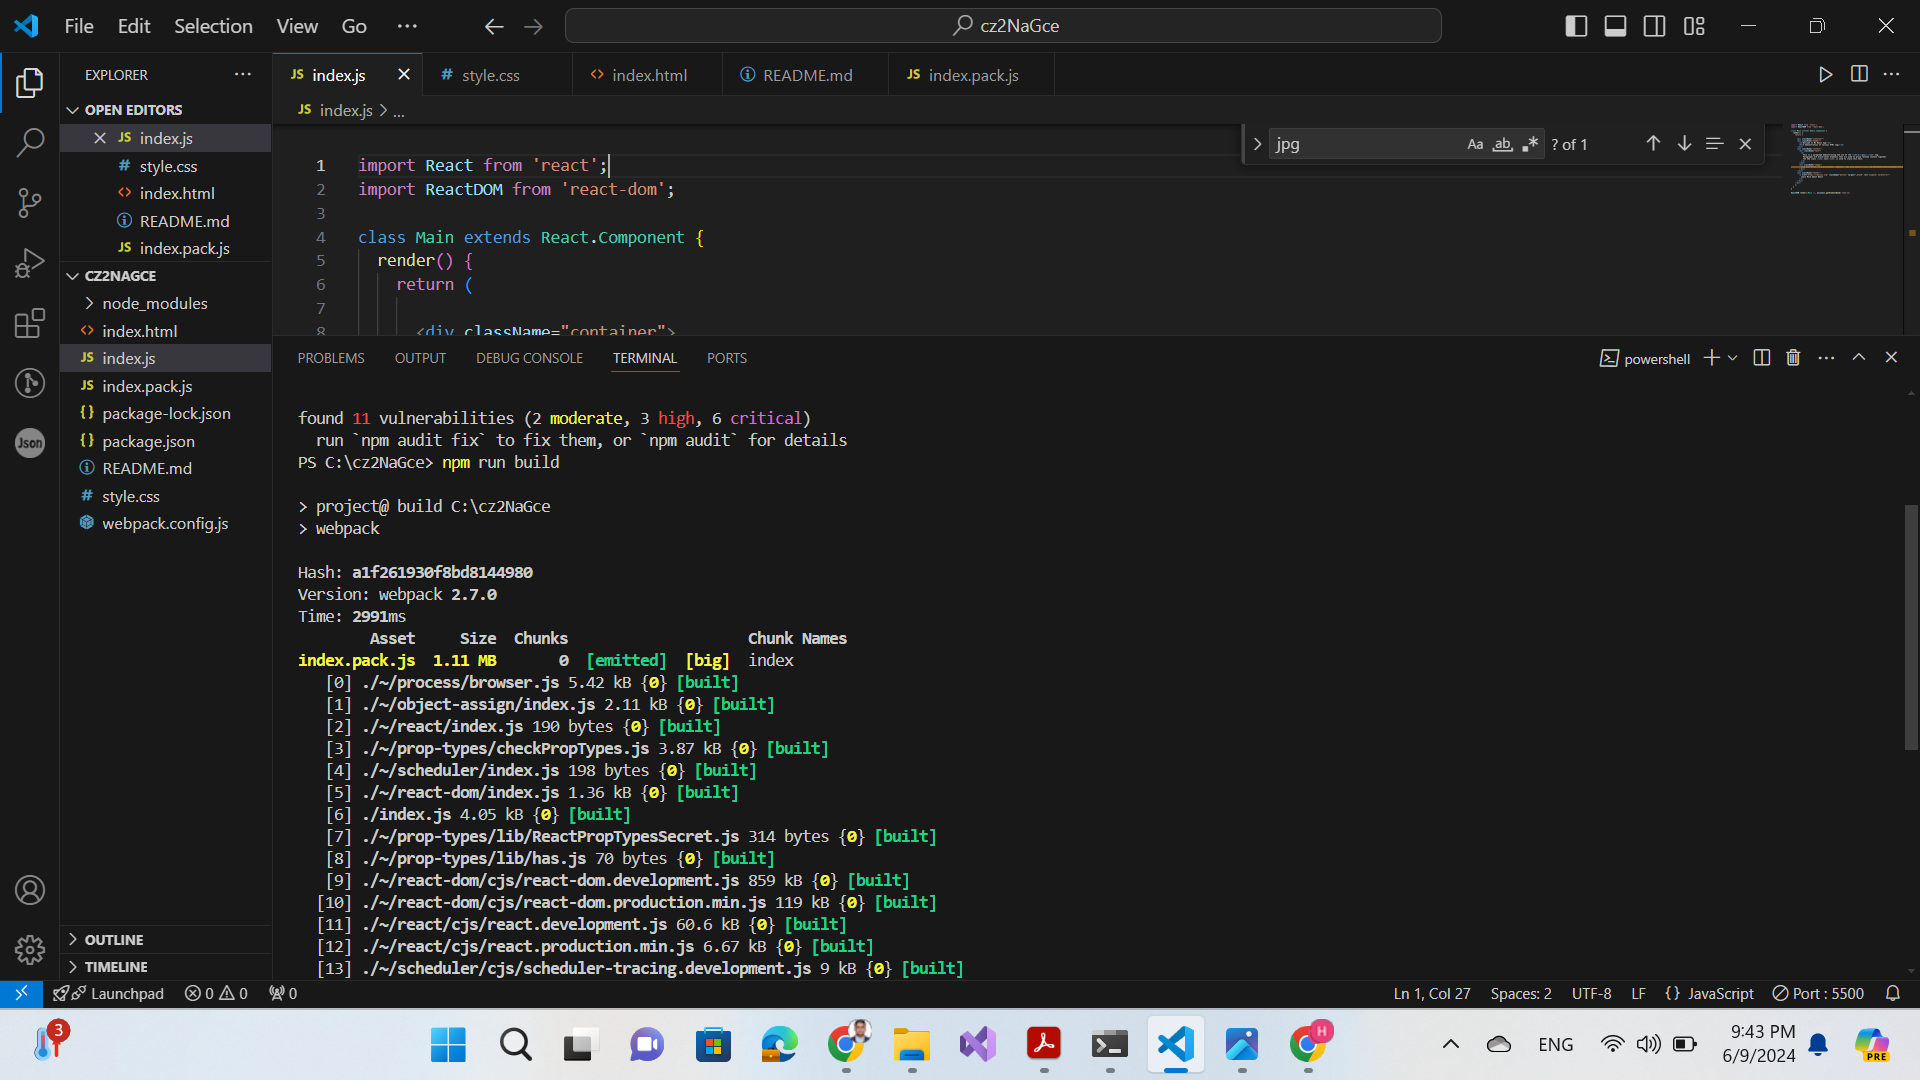 File Edit Selection View Go ··· cz2NaGce
EXPLORER ···
OPEN EDITORS
JS index.js
# style.css
<> index.html
README.md
JS index.pack.js
CZ2NAGCE
node_modules
<> index.html
JS index.js
JS index.pack.js
{} package-lock.json
{} package.json
README.md
# style.css
webpack.config.js
OUTLINE
TIMELINE
JS index.js # style.css <> index.html README.md JS index.pack.js
JS index.js > ...
jpg Aa ab .* ? of 1
1 import React from 'react';
2 import ReactDOM from 'react-dom';
3
4 class Main extends React.Component {
5 render() {
6 return (
7
8 <div className="container">
PROBLEMS OUTPUT DEBUG CONSOLE TERMINAL PORTS powershell
found 11 vulnerabilities (2 moderate, 3 high, 6 critical)
run `npm audit fix` to fix them, or `npm audit` for details
PS C:\cz2NaGce> npm run build
> project@ build C:\cz2NaGce
> webpack
Hash: a1f261930f8bd8144980
Version: webpack 2.7.0
Time: 2991ms
Asset Size Chunks Chunk Names
index.pack.js 1.11 MB 0 [emitted] [big] index
[0] ./~/process/browser.js 5.42 kB {0} [built]
[1] ./~/object-assign/index.js 2.11 kB {0} [built]
[2] ./~/react/index.js 190 bytes {0} [built]
[3] ./~/prop-types/checkPropTypes.js 3.87 kB {0} [built]
[4] ./~/scheduler/index.js 198 bytes {0} [built]
[5] ./~/react-dom/index.js 1.36 kB {0} [built]
[6] ./index.js 4.05 kB {0} [built]
[7] ./~/prop-types/lib/ReactPropTypesSecret.js 314 bytes {0} [built]
[8] ./~/prop-types/lib/has.js 70 bytes {0} [built]
[9] ./~/react-dom/cjs/react-dom.development.js 859 kB {0} [built]
[10] ./~/react-dom/cjs/react-dom.production.min.js 119 kB {0} [built]
[11] ./~/react/cjs/react.development.js 60.6 kB {0} [built]
[12] ./~/react/cjs/react.production.min.js 6.67 kB {0} [built]
[13] ./~/scheduler/cjs/scheduler-tracing.development.js 9 kB {0} [built]
Json
Launchpad 0 0 0 Ln 1, Col 27 Spaces: 2 UTF-8 LF {} JavaScript Port : 5500
3 H ENG 9:43 PM
6/9/2024 PRE